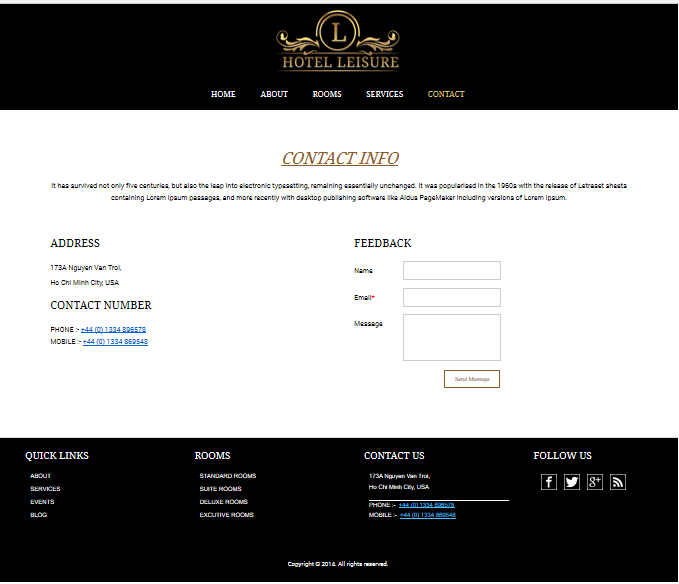 L
HOTEL LEISURE
HOME ABOUT ROOMS SERVICES CONTACT
CONTACT INFO
It has survived not only five centuries, but also the leap into electronic typesetting, remaining essentially unchanged. It was popularised in the 1960s with the release of Letraset sheets
containing Lorem Ipsum passages, and more recently with desktop publishing software like Aldus PageMaker including versions of Lorem Ipsum.
ADDRESS
173A Nguyen Van Troi,
Ho Chi Minh City, USA
CONTACT NUMBER
PHONE :- +44 (0) 1334 896578
MOBILE :- +44 (0) 1334 869548
FEEDBACK
Name
Email*
Message
Send Message
QUICK LINKS
ABOUT
SERVICES
EVENTS
BLOG
ROOMS
STANDARD ROOMS
SUITE ROOMS
DELUXE ROOMS
EXCUTIVE ROOMS
CONTACT US
173A Nguyen Van Troi,
Ho Chi Minh City, USA
PHONE :- +44 (0) 1334 896578
MOBILE :- +44 (0) 1334 869548
FOLLOW US
f g+
Copyright © 2014. All rights reserved.